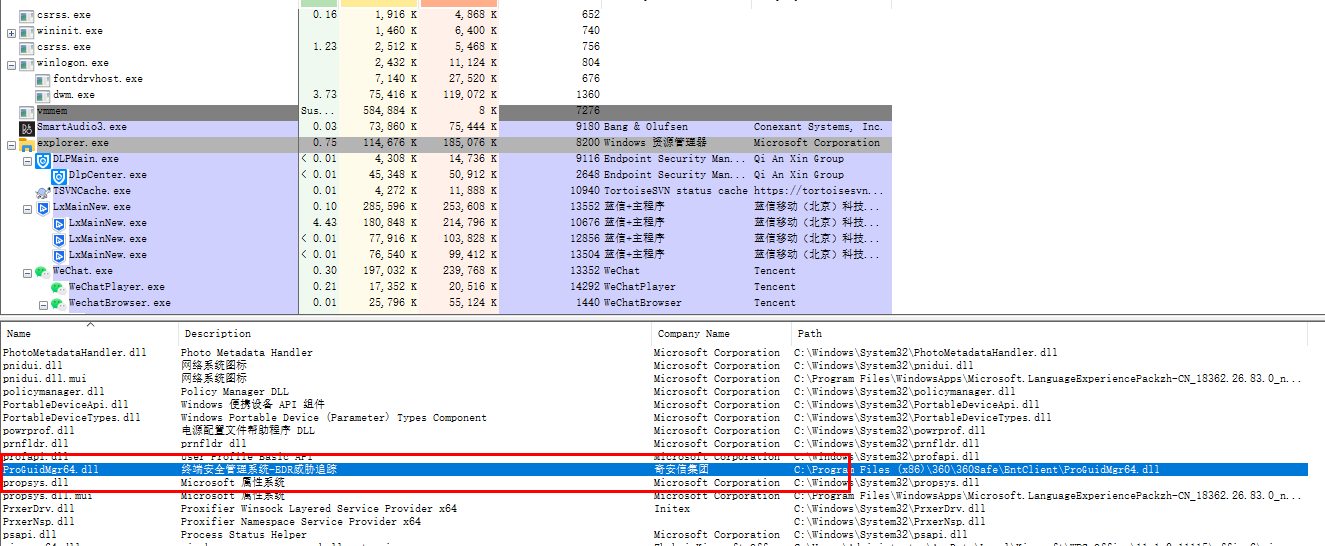 csrss.exe 0.16 1,916 K 4,868 K 652
wininit.exe 1,460 K 6,400 K 740
csrss.exe 1.23 2,512 K 5,468 K 756
winlogon.exe 2,432 K 11,124 K 804
fontdrvhost.exe 7,140 K 27,520 K 676
dwm.exe 3.73 75,416 K 119,072 K 1360
vmmem Sus... 584,884 K 8 K 7276
SmartAudio3.exe 0.03 73,860 K 75,444 K 9180 Bang & Olufsen Conexant Systems, Inc.
explorer.exe 0.75 114,676 K 185,076 K 8200 Windows 资源管理器 Microsoft Corporation
DLPMain.exe < 0.01 4,308 K 14,736 K 9116 Endpoint Security Man... Qi An Xin Group
DlpCenter.exe < 0.01 45,348 K 50,912 K 2648 Endpoint Security Man... Qi An Xin Group
TSVNCache.exe 0.01 4,272 K 11,888 K 10940 TortoiseSVN status cache https://tortoisesvn...
LxMainNew.exe 0.10 285,596 K 253,608 K 13552 蓝信+主程序 蓝信移动（北京）科技...
LxMainNew.exe 4.43 180,848 K 214,796 K 10676 蓝信+主程序 蓝信移动（北京）科技...
LxMainNew.exe < 0.01 77,916 K 103,828 K 12856 蓝信+主程序 蓝信移动（北京）科技...
LxMainNew.exe < 0.01 76,540 K 99,412 K 13504 蓝信+主程序 蓝信移动（北京）科技...
WeChat.exe 0.30 197,032 K 239,768 K 13352 WeChat Tencent
WeChatPlayer.exe 0.21 17,352 K 20,516 K 14292 WeChatPlayer Tencent
WechatBrowser.exe 0.01 25,796 K 55,124 K 1440 WeChatBrowser Tencent
Name Description Company Name Path
PhotoMetadataHandler.dll Photo Metadata Handler Microsoft Corporation C:\Windows\System32\PhotoMetadataHandler.dll
pnidui.dll 网络系统图标 Microsoft Corporation C:\Windows\System32\pnidui.dll
pnidui.dll.mui 网络系统图标 Microsoft Corporation C:\Program Files\WindowsApps\Microsoft.LanguageExperiencePackzh-CN_18362.26.83.0_n...
policymanager.dll Policy Manager DLL Microsoft Corporation C:\Windows\System32\policymanager.dll
PortableDeviceApi.dll Windows 便携设备 API 组件 Microsoft Corporation C:\Windows\System32\PortableDeviceApi.dll
PortableDeviceTypes.dll Windows Portable Device (Parameter) Types Component Microsoft Corporation C:\Windows\System32\PortableDeviceTypes.dll
powrprof.dll 电源配置文件帮助程序 DLL Microsoft Corporation C:\Windows\System32\powrprof.dll
prnfldr.dll prnfldr dll Microsoft Corporation C:\Windows\System32\prnfldr.dll
profapi.dll User Profile Basic API Microsoft Corporation C:\Windows\System32\profapi.dll
ProGuidMgr64.dll 终端安全管理系统-EDR威胁追踪 奇安信集团 C:\Program Files (x86)\360\360Safe\EntClient\ProGuidMgr64.dll
propsys.dll Microsoft 属性系统 Microsoft Corporation C:\Windows\System32\propsys.dll
propsys.dll.mui Microsoft 属性系统 Microsoft Corporation C:\Program Files\WindowsApps\Microsoft.LanguageExperiencePackzh-CN_18362.26.83.0_n...
PrxerDrv.dll Proxifier Winsock Layered Service Provider x64 Initex C:\Windows\System32\PrxerDrv.dll
PrxerNsp.dll Proxifier Namespace Service Provider x64 C:\Windows\System32\PrxerNsp.dll
psapi.dll Process Status Helper Microsoft Corporation C:\Windows\System32\psapi.dll